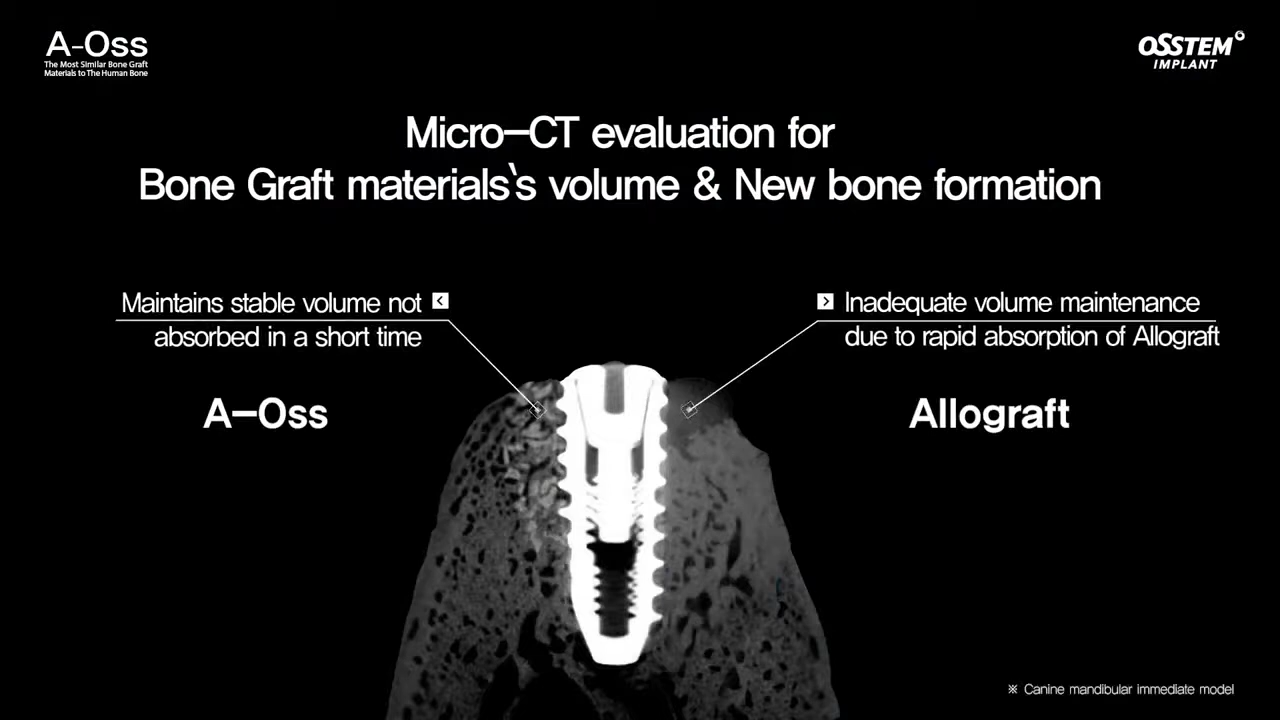 A-Oss
The Most Similar Bone Graft
Materials to The Human Bone
OSSTEM
IMPLANT
Micro-CT evaluation for
Bone Graft materials`s volume & New bone formation
Maintains stable volume not
absorbed in a short time
A-Oss
Inadequate volume maintenance
due to rapid absorption of Allograft
Allograft
※ Canine mandibular immediate model